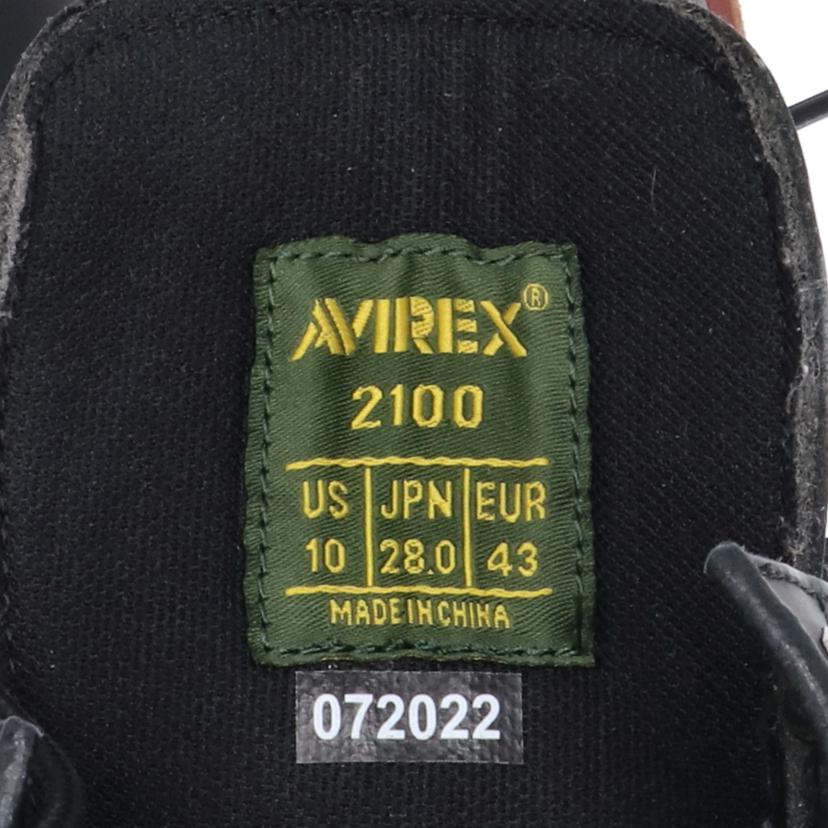 AVIREX®
2100
US JPN EUR
10 28.0 43
MADE IN CHINA
072022